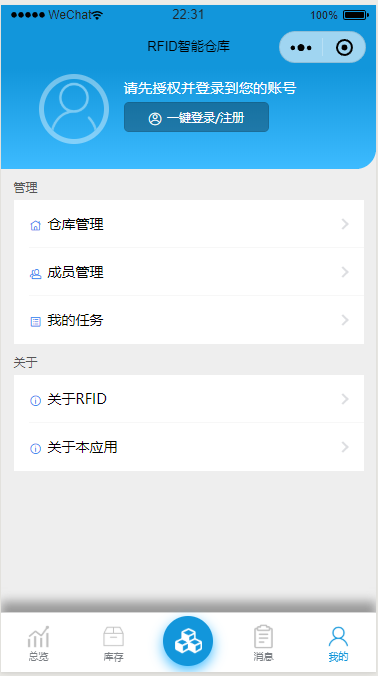 WeChat 22:31 100%
RFID智能仓库
请先授权并登录到您的账号
一键登录/注册
管理
仓库管理
成员管理
我的任务
关于
关于RFID
关于本应用
总览 库存 消息 我的